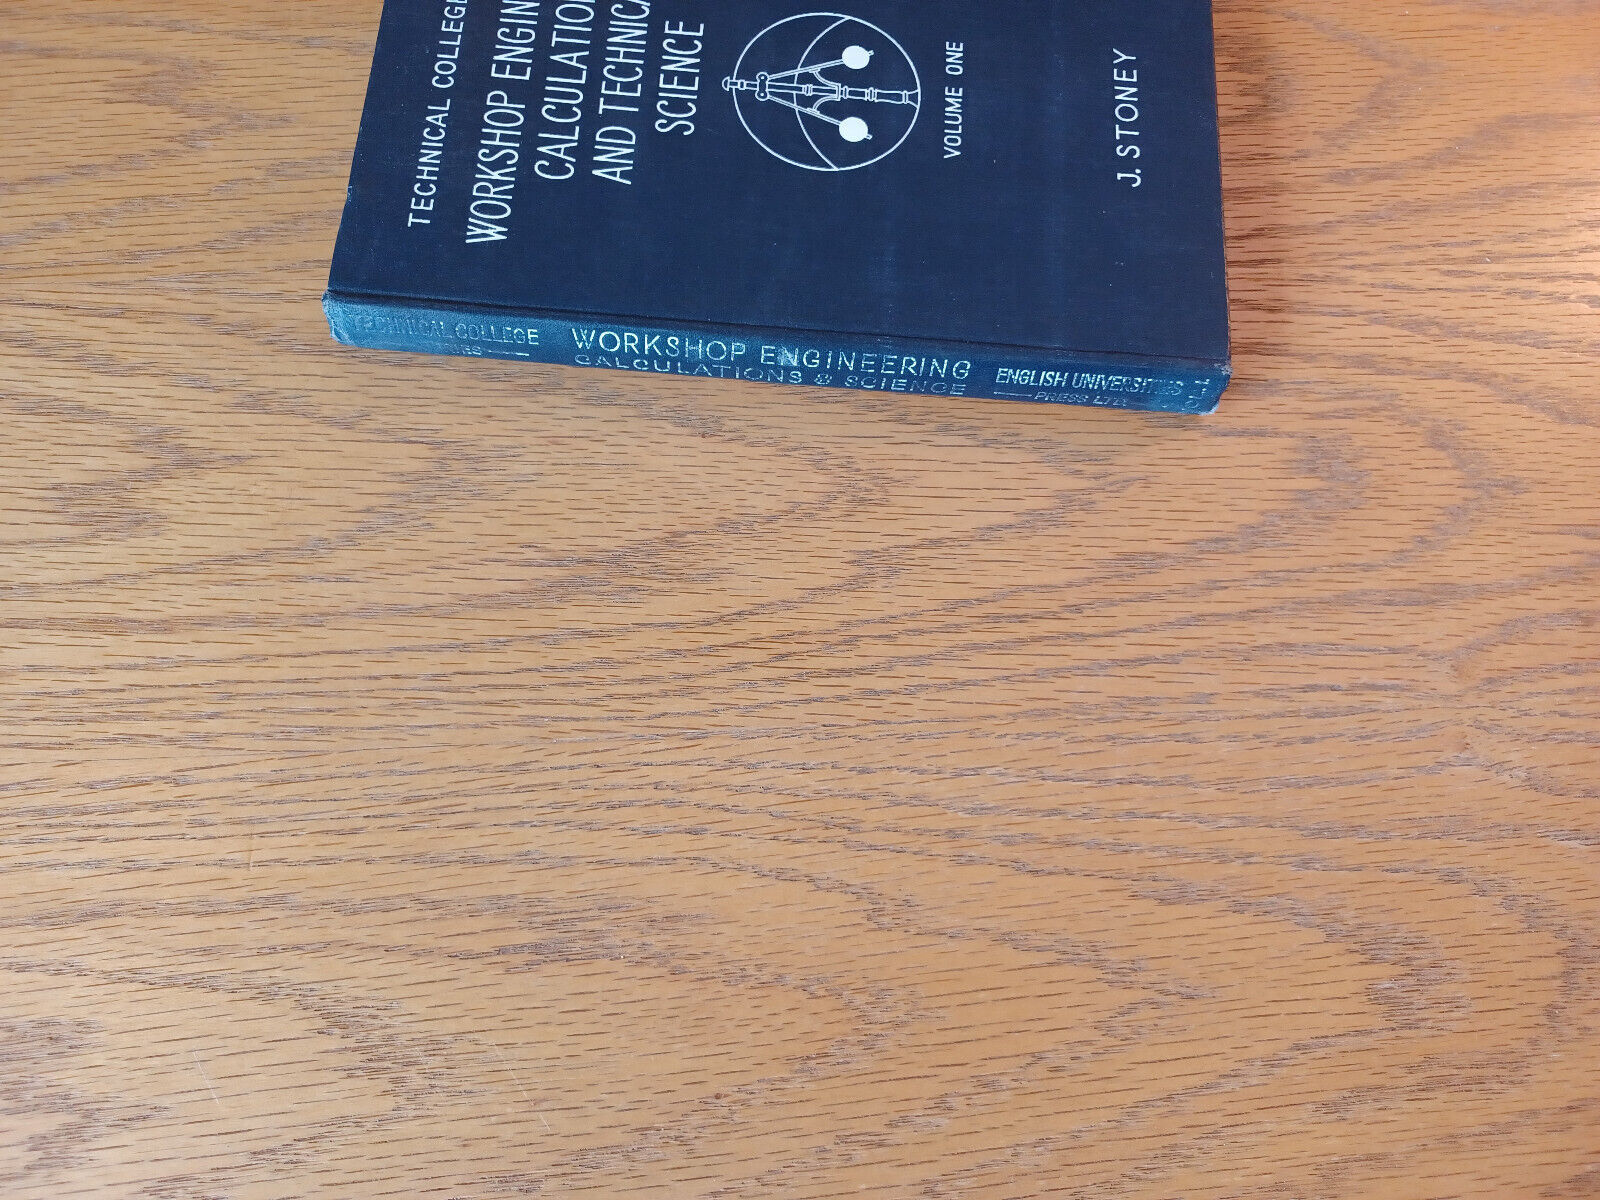 TECHNICAL COLLEGE
WORKSHOP ENGIN
CALCULATION
AND TECHNICA
SCIENCE
VOLUME ONE
J. STONEY
TECHNICAL COLLEGE
WORKSHOP ENGINEERING
CALCULATIONS & SCIENCE
ENGLISH UNIVERSITIES
PRESS LTD